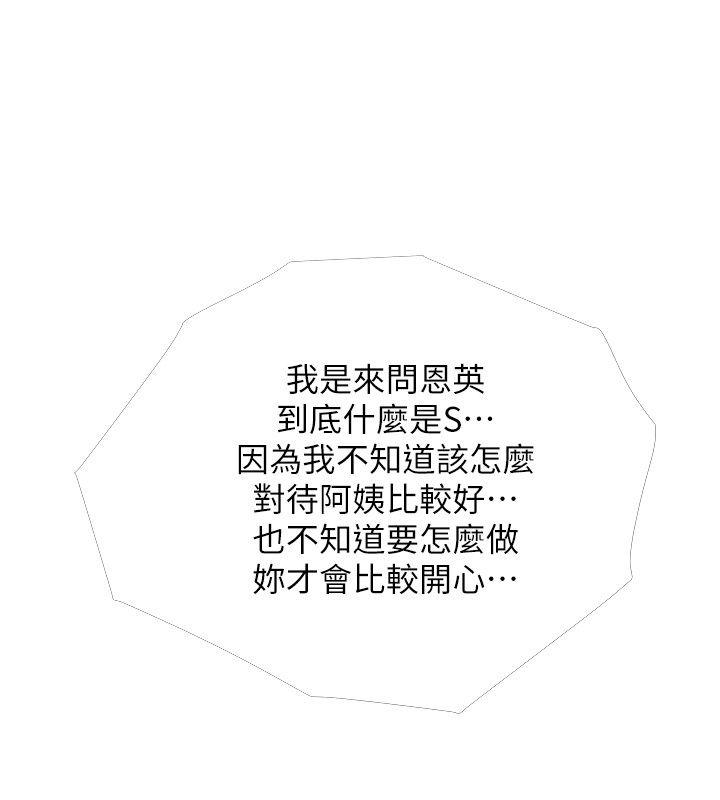 我是來問恩英
到底什麼是S…
因為我不知道該怎麼
對待阿姨比較好…
也不知道要怎麼做
妳才會比較開心…